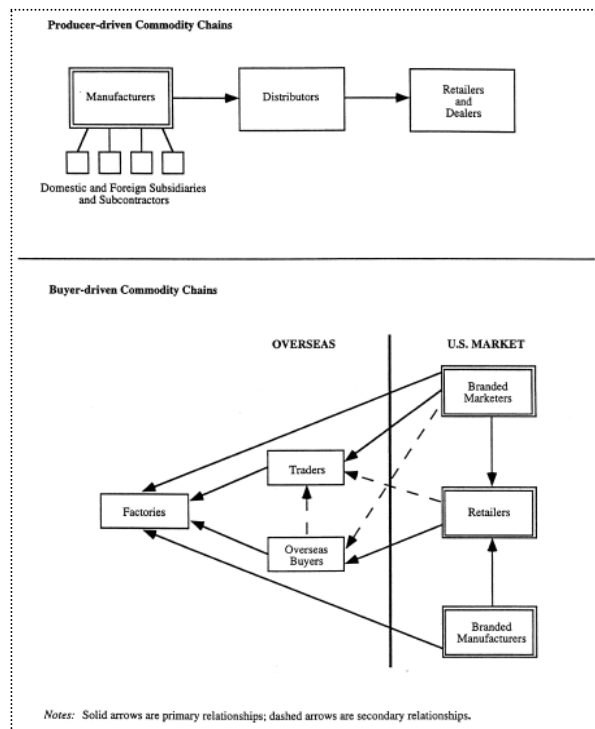 Producer-driven Commodity Chains
Manufacturers
Distributors
Retailers
and
Dealers
Domestic and Foreign Subsidiaries
and Subcontractors
Buyer-driven Commodity Chains
OVERSEAS
U.S. MARKET
Branded
Marketers
Traders
Factories
Retailers
Overseas
Buyers
Branded
Manufacturers
Notes: Solid arrows are primary relationships; dashed arrows are secondary relationships.